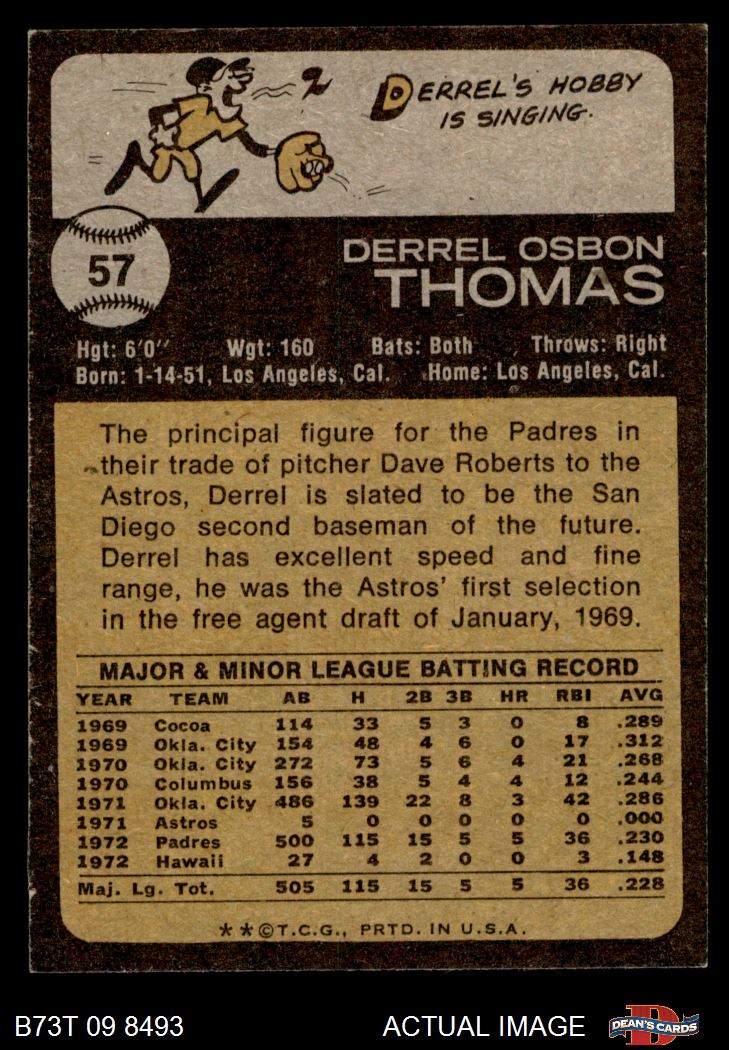 DERREL'S HOBBY
IS SINGING.
57
DERREL OSBON
THOMAS
Hgt: 6'0" Wgt: 160 Bats: Both Throws: Right
Born: 1-14-51, Los Angeles, Cal. Home: Los Angeles, Cal.
The principal figure for the Padres in
their trade of pitcher Dave Roberts to the
Astros, Derrel is slated to be the San
Diego second baseman of the future.
Derrel has excellent speed and fine
range, he was the Astros' first selection
in the free agent draft of January, 1969.
MAJOR & MINOR LEAGUE BATTING RECORD
YEAR TEAM AB H 2B 3B HR RBI AVG
1969 Cocoa 114 33 5 3 0 8 .289
1969 Okla. City 154 48 4 6 0 17 .312
1970 Okla. City 272 73 5 6 4 21 .268
1970 Columbus 156 38 5 4 4 12 .244
1971 Okla. City 486 139 22 8 3 42 .286
1971 Astros 5 0 0 0 0 0 .000
1972 Padres 500 115 15 5 5 36 .230
1972 Hawaii 27 4 2 0 0 3 .148
Maj. Lg. Tot. 505 115 15 5 5 36 .228
**©T.C.G., PRTD. IN U.S.A.
B73T 09 8493 ACTUAL IMAGE D DEAN'S CARDS